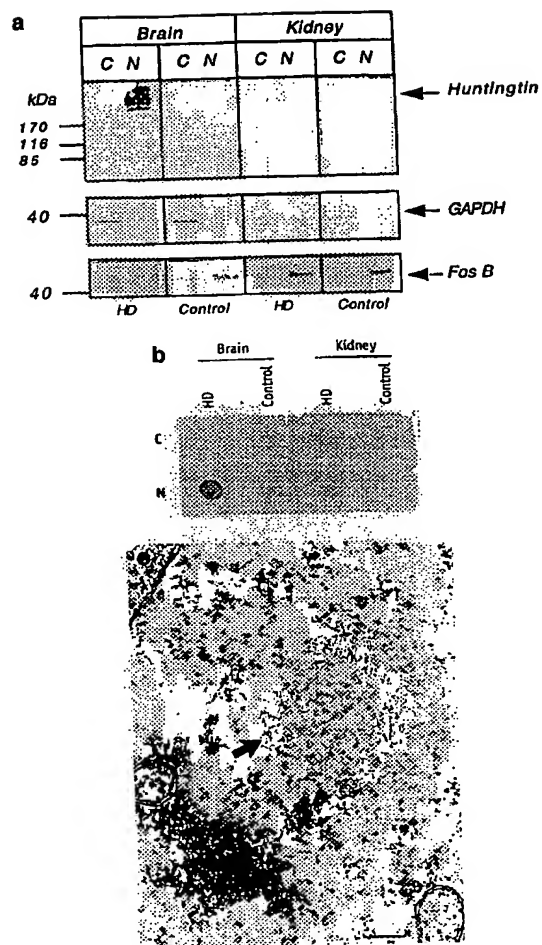 a
Brain Kidney
C N C N C N C N
kDa
Huntingtin
170
116
85
40
GAPDH
Fos B
40
HD Control HD Control
b
Brain Kidney
HD Control HD Control
C
N